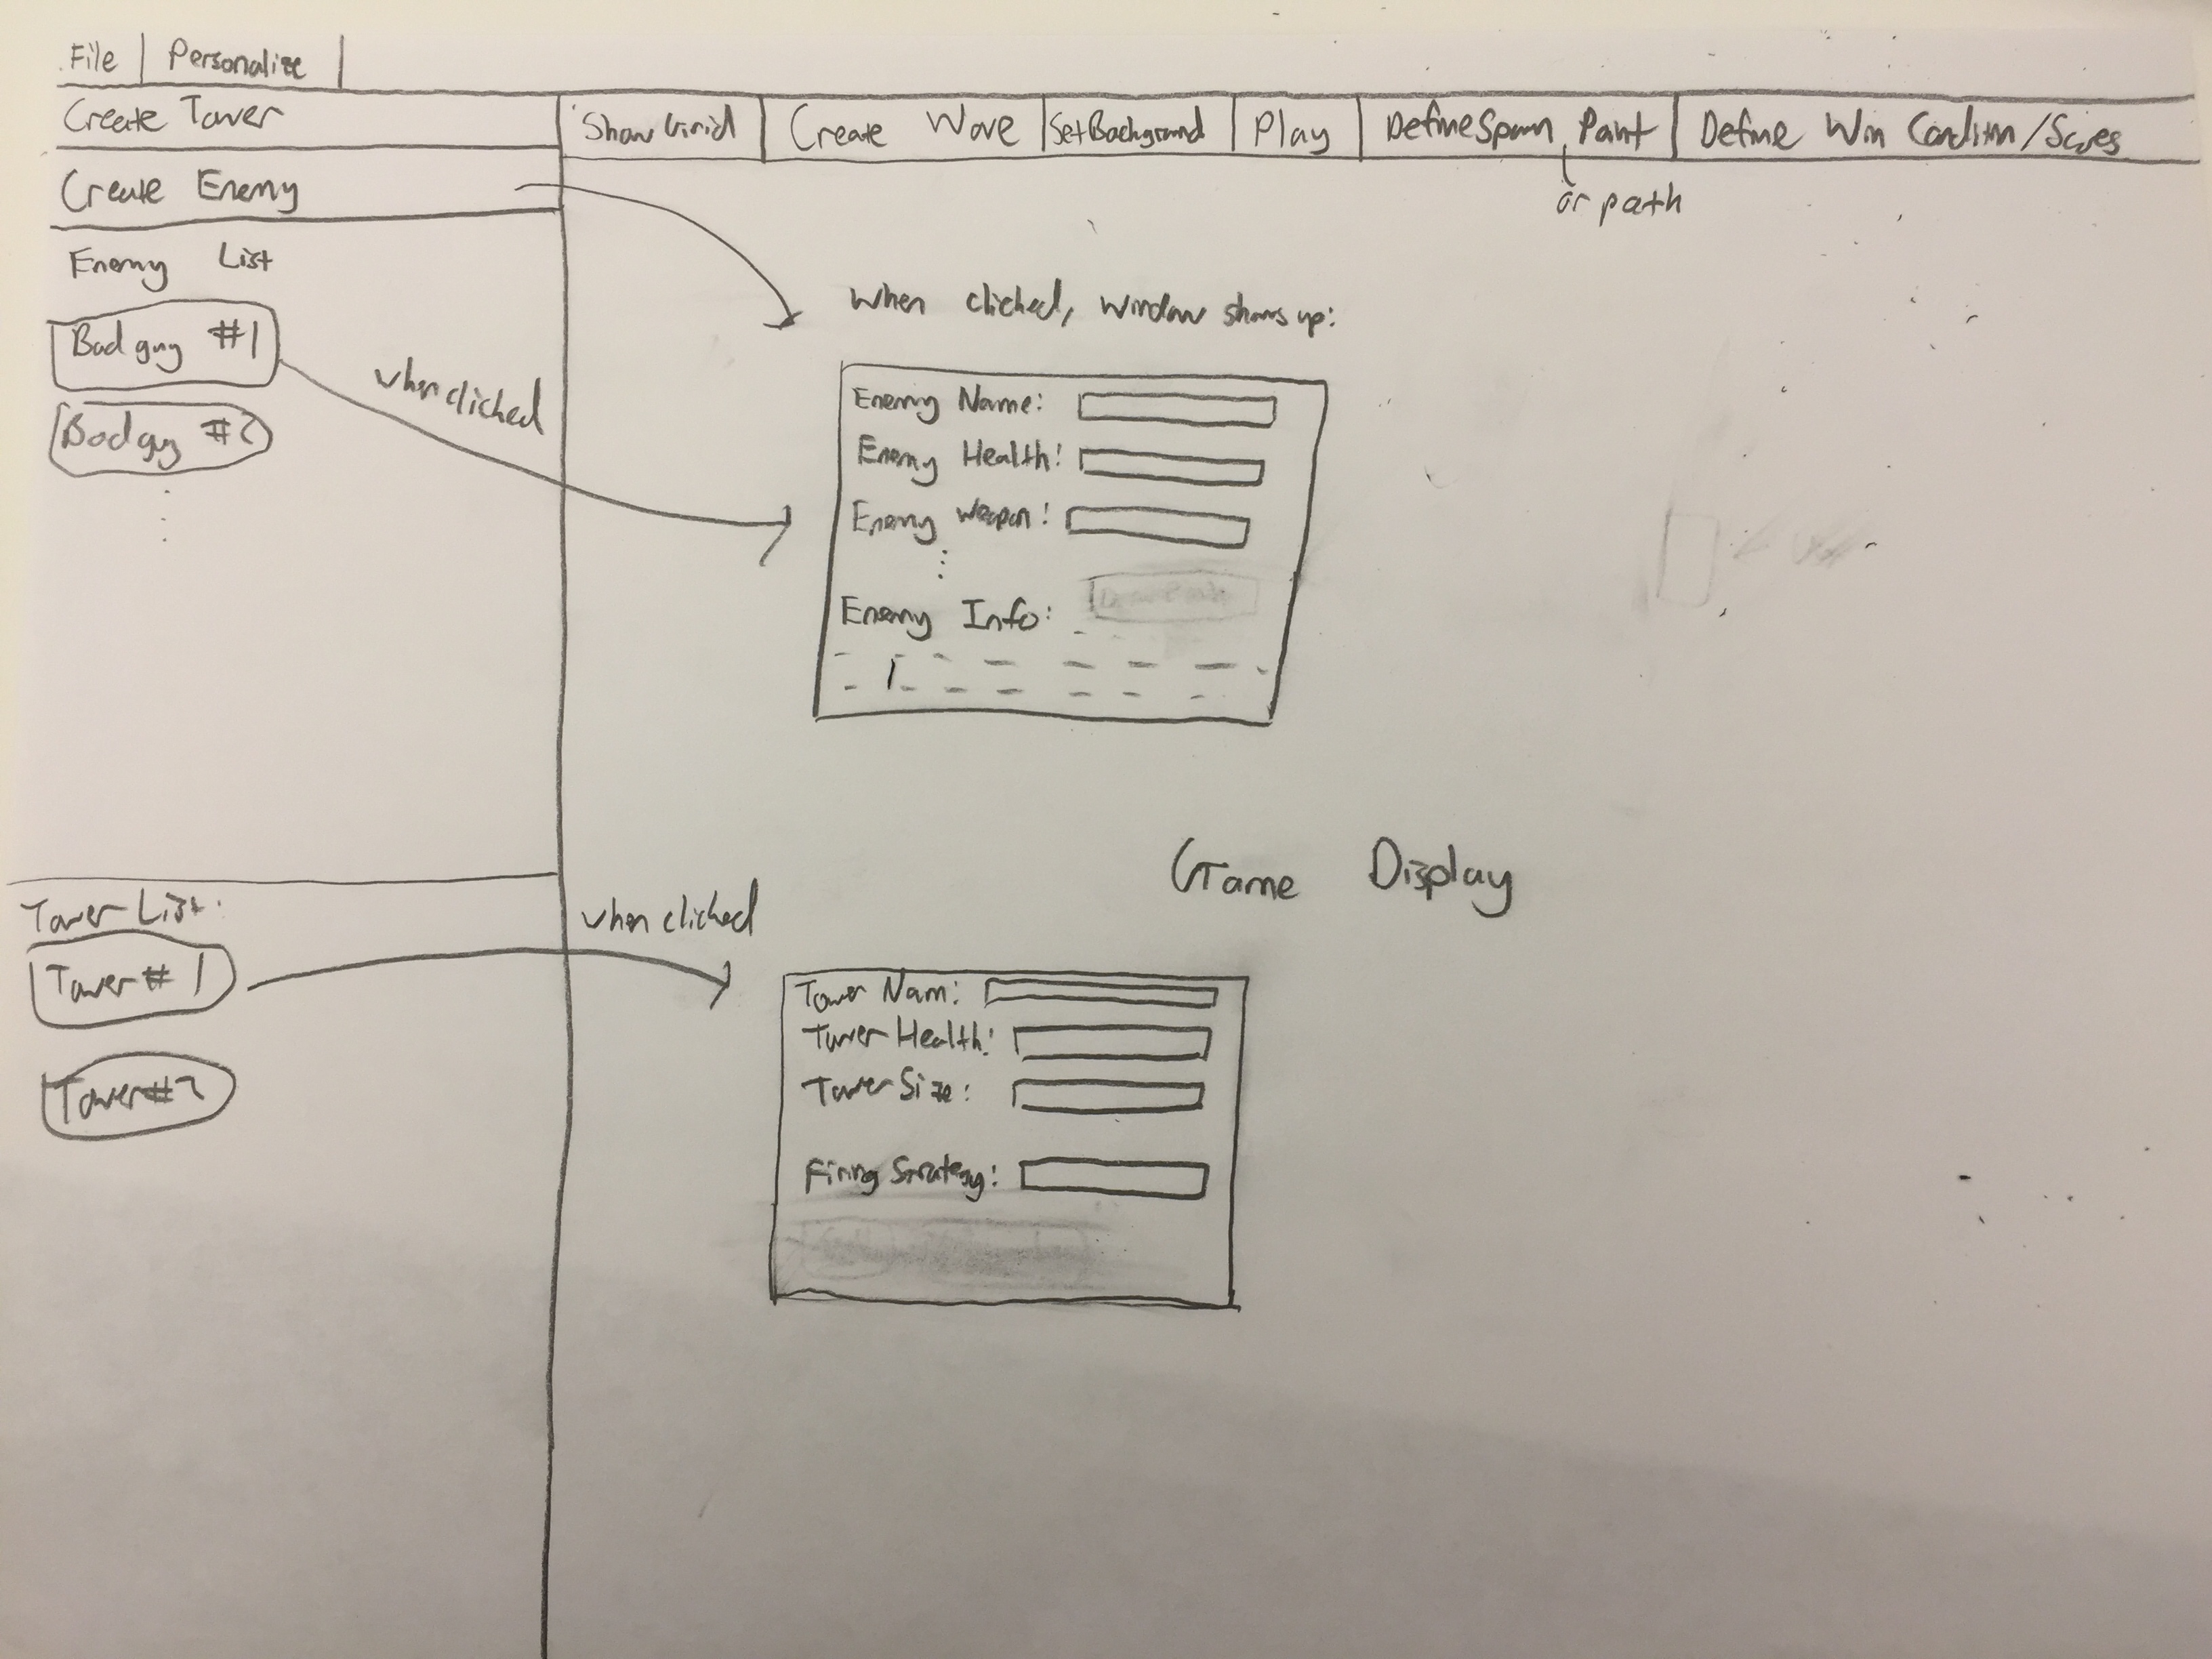 File | Personalize |
Create Tower
Show Grid | Create Wave | Set Background | Play | Define Spawn Point | Define Win Condition/Scores
or path
Create Enemy
Enemy List
Bad guy #1
Bad guy #2
when clicked
When clicked, window shows up:
Enemy Name:
Enemy Health:
Enemy Weapon:
Enemy Info:
Game Display
Tower List:
Tower #1
Tower #2
when clicked
Tower Nam:
Tower Health:
Tower Size:
Firing Strategy: